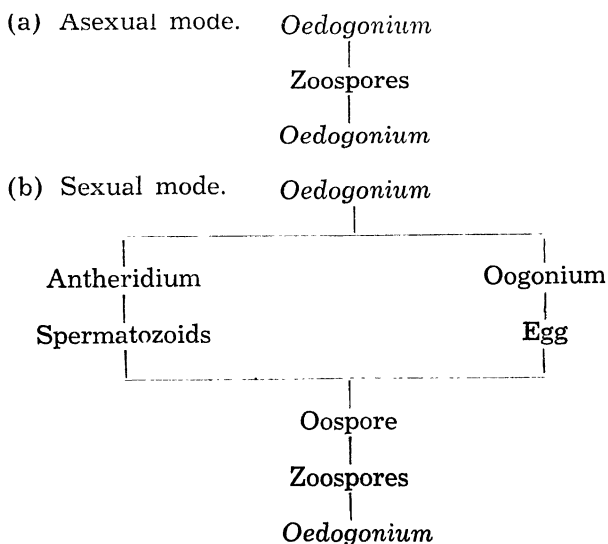 (a) Asexual mode. Oedogonium
Zoospores
Oedogonium
(b) Sexual mode. Oedogonium
Antheridium Oogonium
Spermatozoids Egg
Oospore
Zoospores
Oedogonium